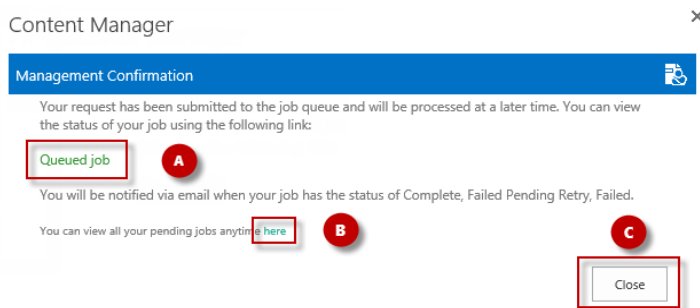 Content Manager
Management Confirmation
Your request has been submitted to the job queue and will be processed at a later time. You can view
the status of your job using the following link:
Queued job
A
You will be notified via email when your job has the status of Complete, Failed Pending Retry, Failed.
You can view all your pending jobs anytime here
B
C
Close